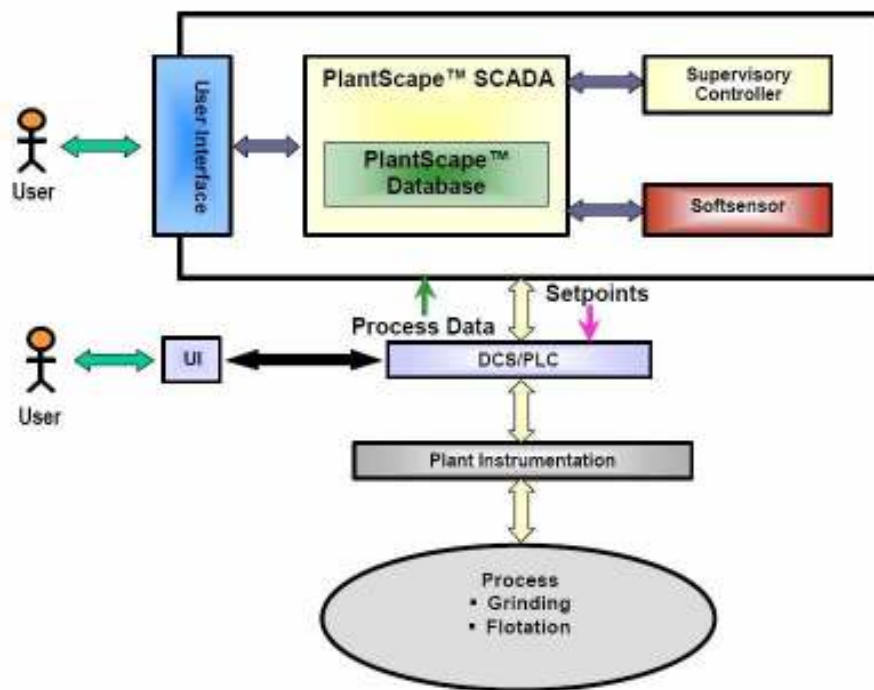 User Interface
PlantScape™ SCADA
PlantScape™
Database
Supervisory
Controller
Softsensor
User
Setpoints
Process Data
UI
DCS/PLC
User
Plant Instrumentation
Process
▪ Grinding
▪ Flotation